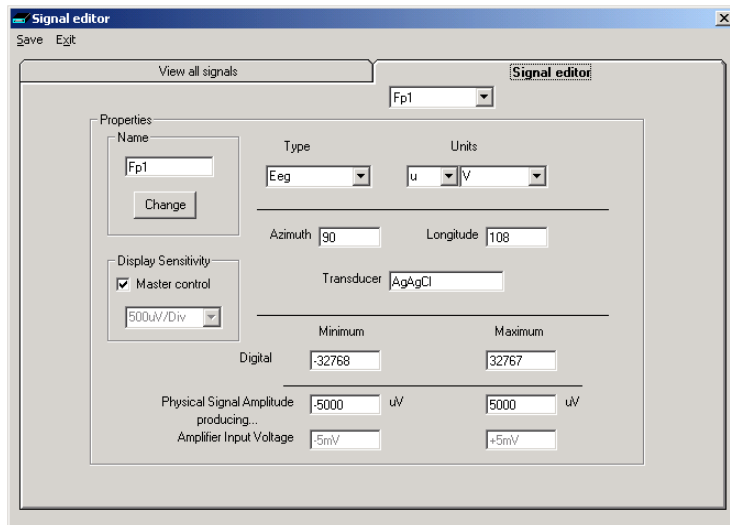 Signal editor
Save Exit
View all signals Signal editor
Fp1
Properties
Name
Type Units
Fp1
Eeg u V
Change
Azimuth 90 Longitude 108
Display Sensitivity
Master control
Transducer AgAgCl
500uV/Div
Minimum Maximum
Digital -32768 32767
Physical Signal Amplitude -5000 uV 5000 uV
producing...
Amplifier Input Voltage -5mV +5mV